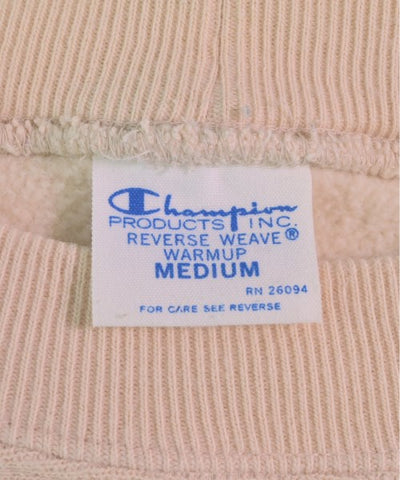 Champion
PRODUCTS INC.
REVERSE WEAVE®
WARMUP
MEDIUM
RN 26094
FOR CARE SEE REVERSE